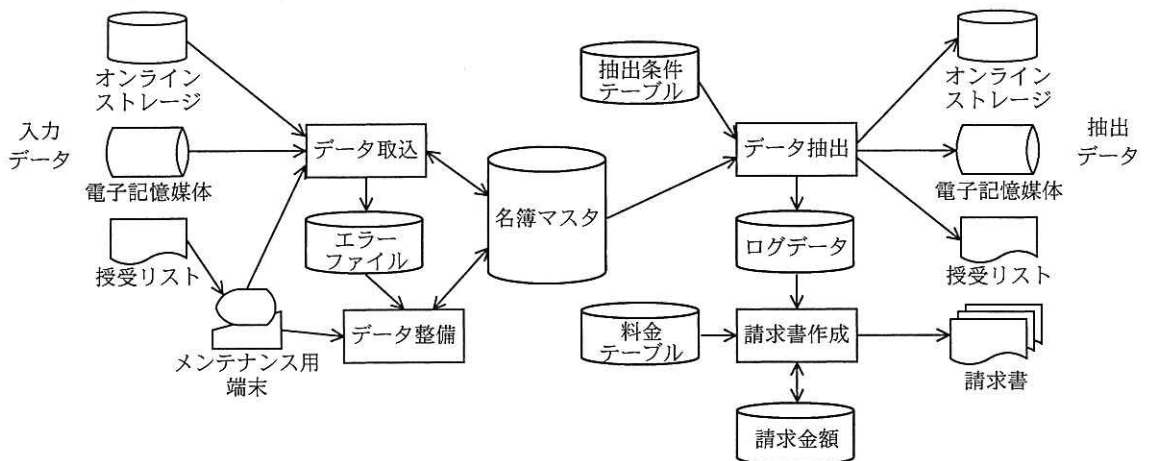 オンライン
ストレージ
入力
データ
電子記憶媒体
授受リスト
メンテナンス用
端末
データ取込
エラー
ファイル
データ整備
名簿マスタ
抽出条件
テーブル
データ抽出
ログデータ
料金
テーブル
請求書作成
請求金額
オンライン
ストレージ
抽出
データ
電子記憶媒体
授受リスト
請求書